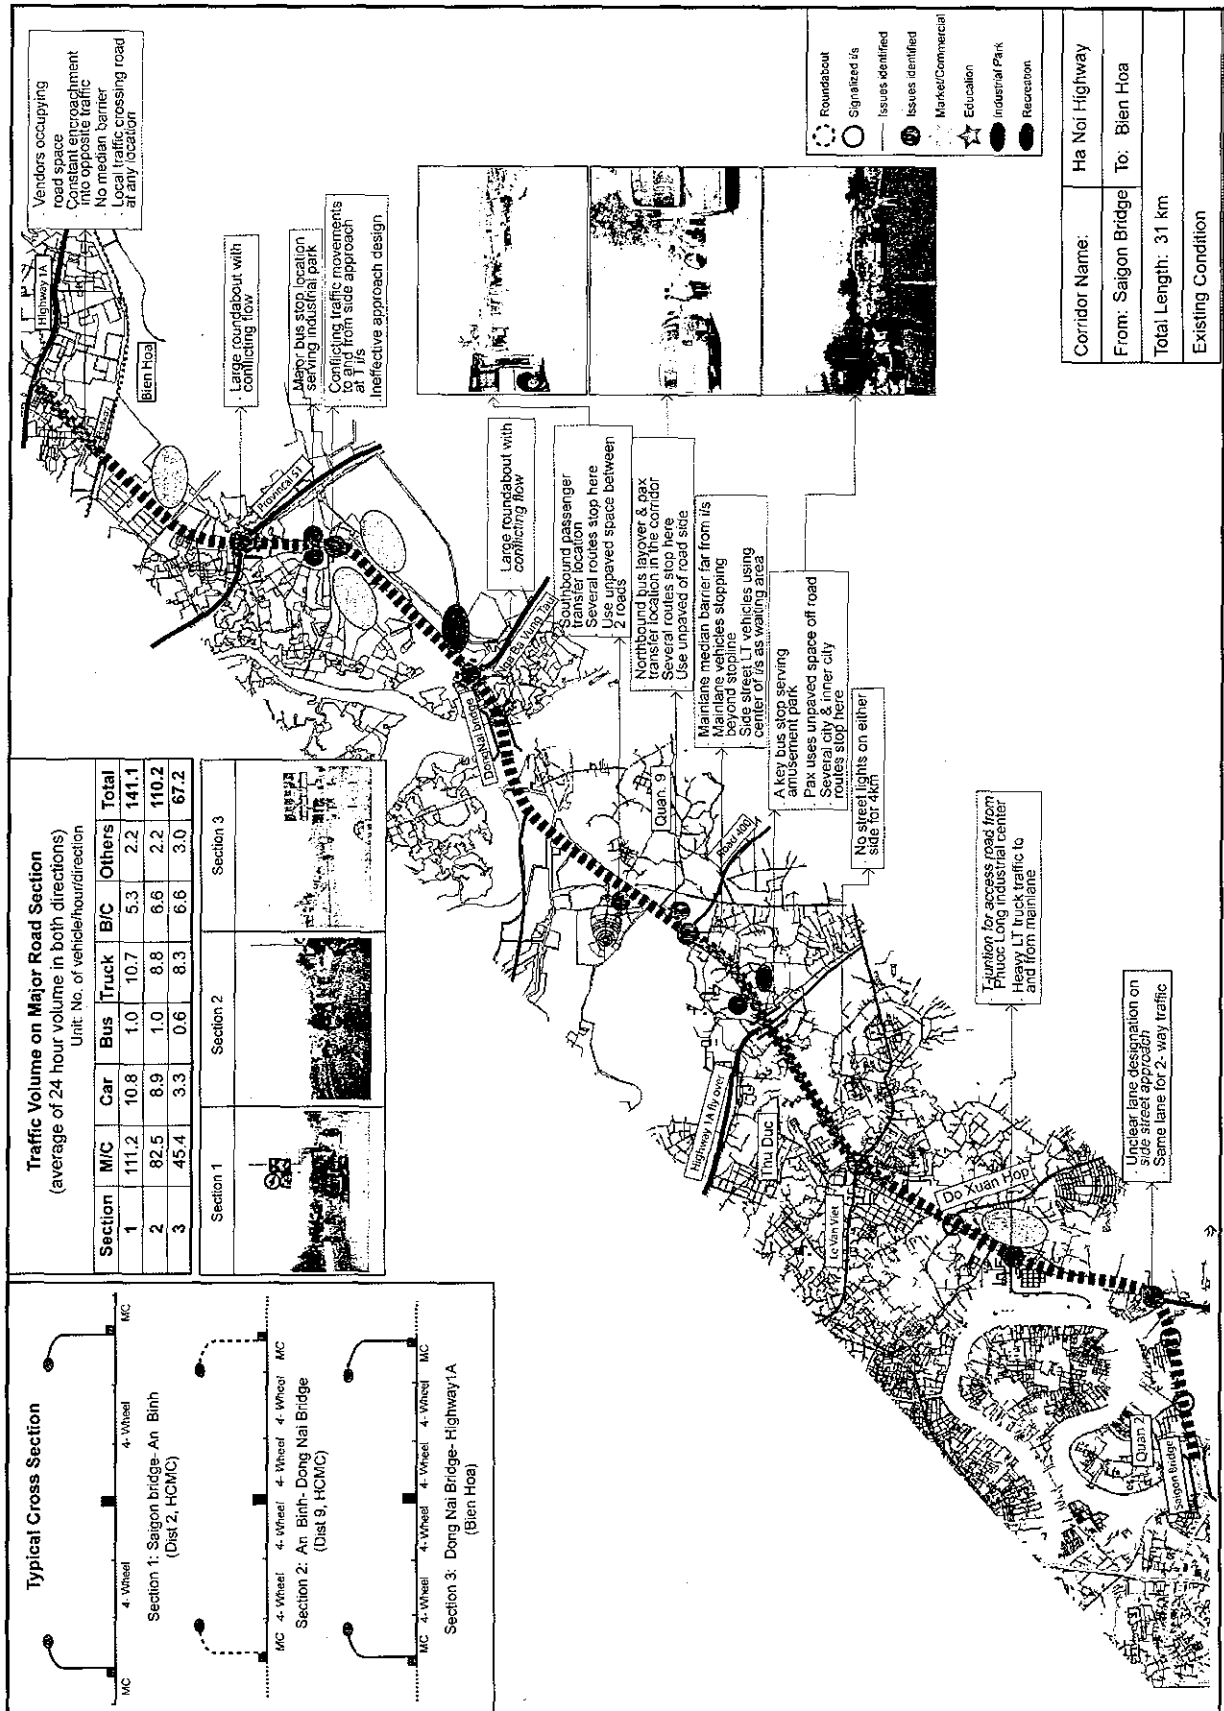 Typical Cross Section
MC 4- Wheel 4- Wheel MC
Section 1: Saigon bridge- An Binh
(Dist 2, HCMC)
MC 4- Wheel 4- Wheel 4- Wheel 4- Wheel MC
Section 2: An Binh- Dong Nai Bridge
(Dist 9, HCMC)
MC 4- Wheel 4- Wheel 4- Wheel 4- Wheel MC
Section 3: Dong Nai Bridge- Highway1A
(Bien Hoa)
Traffic Volume on Major Road Section
(average of 24 hour volume in both directions)
Unit: No. of vehicle/hour/direction
Section M/C Car Bus Truck B/C Others Total
1 111.2 10.8 1.0 10.7 5.3 2.2 141.1
2 82.5 8.9 1.0 8.8 6.6 2.2 110.2
3 45.4 3.3 0.6 8.3 6.6 3.0 67.2
Section 1 Section 2 Section 3
Vendors occupying
road space
Constant encroachment
into opposite traffic
No median barrier
Local traffic crossing road
at any location
Highway 1A
Railway
Bien Hoa
Large roundabout with
conflicting flow
Provincal 51
Major bus stop location
serving industrial park
Conflicting traffic movements
to and from side approach
at T i/s
Ineffective approach design
Large roundabout with
conflicting flow
Nga Ba Vung Tau
DongNai bridge
Southbound passenger
transfer location
Several routes stop here
Use unpaved space between
2 roads
Northbound bus layover & pax
transfer location in the corridor
Several routes stop here
Use unpaved of road side
Quan. 9
Mainlane median barrier far from i/s
Mainlane vehicles stopping
beyond stopline
Side street LT vehicles using
center of i/s as waiting area
Road 400
A key bus stop serving
amusement park
Pax uses unpaved space off road
Several city & inner city
routes stop here
No street lights on either
side for 4km
Highway 1A fly over
Thu Duc
Le Van Viet
T-juntion for access road from
Phuoc Long industrial center
Heavy LT truck traffic to
and from mainlane
Do Xuan Hop
Unclear lane designation on
side street approach
Same lane for 2- way traffic
Quan 2
Saigon Bridge
Roundabout
Signalized i/s
Issues identified
Issues identified
Market/Commercial
Education
Industrial Park
Recreation
Corridor Name: Ha Noi Highway
From: Saigon Bridge To: Bien Hoa
Total Length: 31 km
Existing Condition